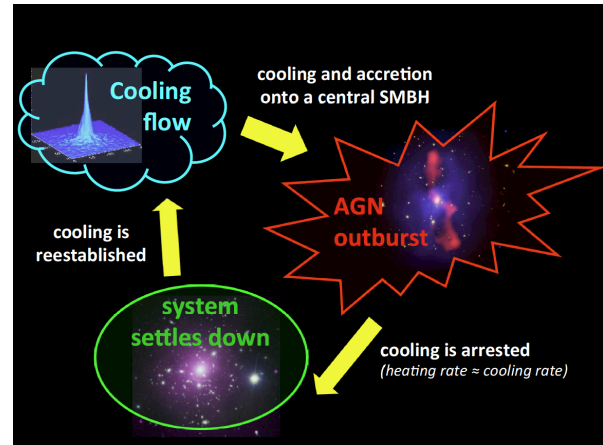 Cooling
flow
cooling and accretion
onto a central SMBH
AGN
outburst
cooling is
reestablished
system
settles down
cooling is arrested
(heating rate ≈ cooling rate)